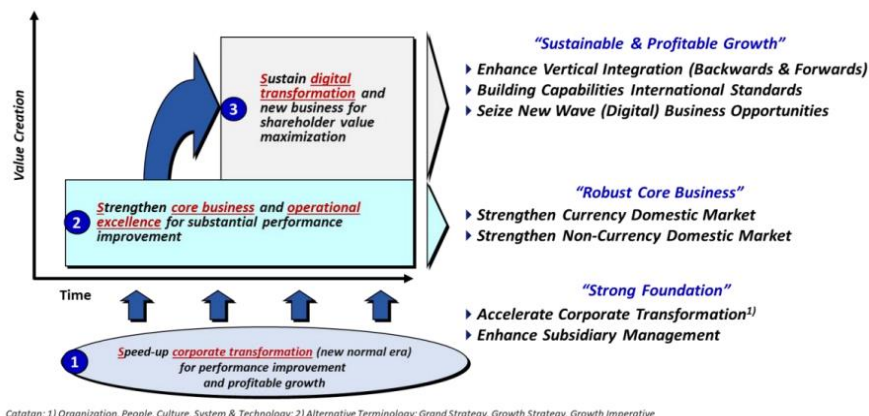 Value Creation
Sustain digital
transformation and
new business for
shareholder value
maximization
3
"Sustainable & Profitable Growth"
Enhance Vertical Integration (Backwards & Forwards)
Building Capabilities International Standards
Seize New Wave (Digital) Business Opportunities
2
Strengthen core business and operational
excellence for substantial performance
improvement
"Robust Core Business"
Strengthen Currency Domestic Market
Strengthen Non-Currency Domestic Market
Time
"Strong Foundation"
Accelerate Corporate Transformation1)
Enhance Subsidiary Management
1
Speed-up corporate transformation (new normal era)
for performance improvement
and profitable growth
Catatan: 1) Organization, People, Culture, System & Technology; 2) Alternative Terminology: Grand Strategy, Growth Strategy, Growth Imperative